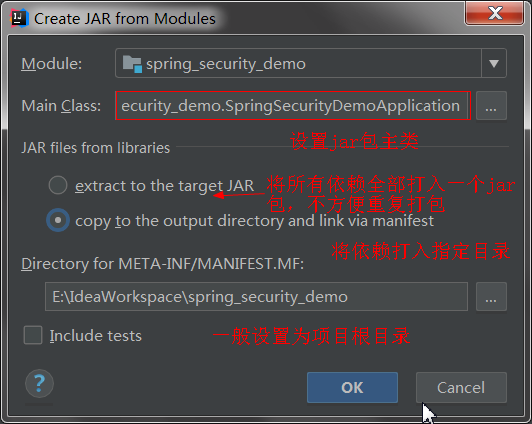 Create JAR from Modules
Module: spring_security_demo
Main Class: ecurity_demo.SpringSecurityDemoApplication ...
设置jar包主类
JAR files from libraries
extract to the target JAR
将所有依赖全部打入一个jar
包，不方便重复打包
copy to the output directory and link via manifest
将依赖打入指定目录
Directory for META-INF/MANIFEST.MF:
E:\IdeaWorkspace\spring_security_demo ...
Include tests
一般设置为项目根目录
? OK Cancel